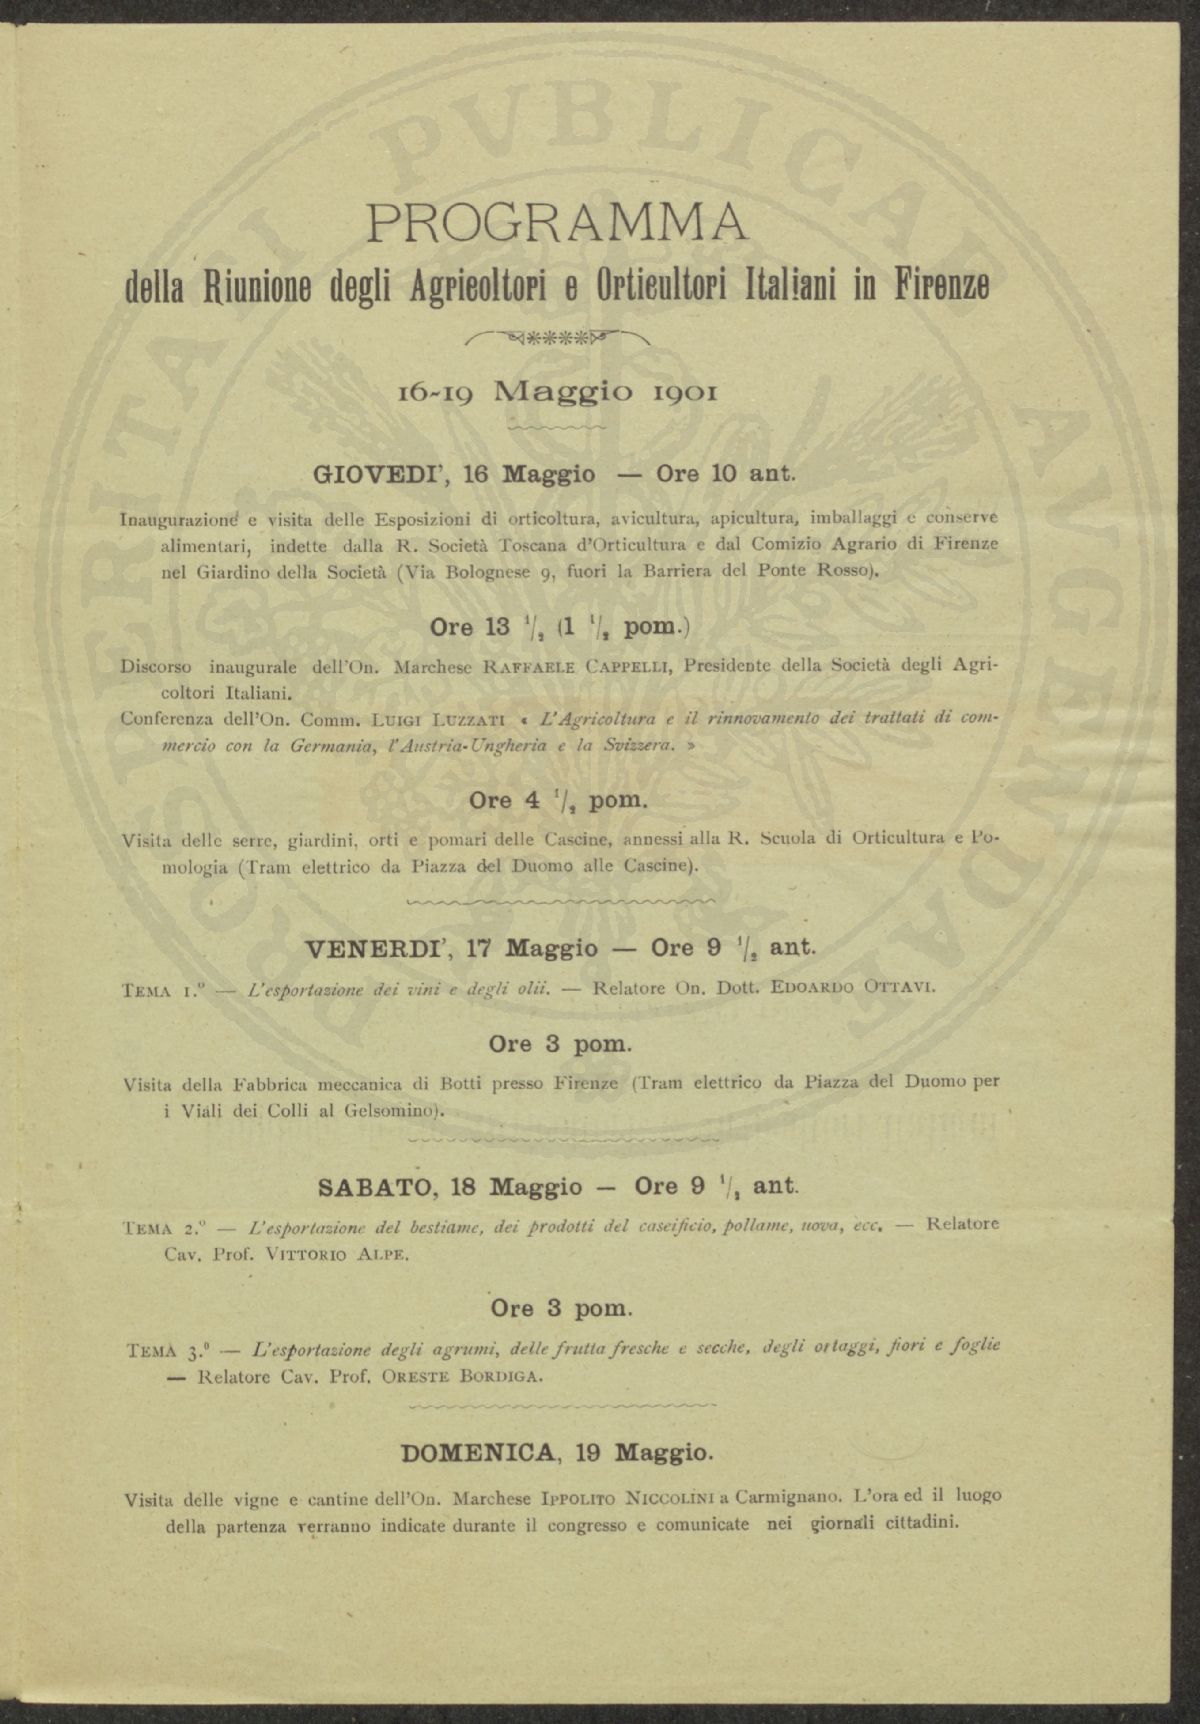 PROGRAMMA
della Riunione degli Agricoltori e Orticultori Italiani in Firenze
16-19 Maggio 1901
GIOVEDI', 16 Maggio — Ore 10 ant.
Inaugurazione e visita delle Esposizioni di orticoltura, avicultura, apicultura, imballaggi e conserve
alimentari, indette dalla R. Società Toscana d'Orticultura e dal Comizio Agrario di Firenze
nel Giardino della Società (Via Bolognese 9, fuori la Barriera del Ponte Rosso).
Ore 13 1/2 (1 1/2 pom.)
Discorso inaugurale dell'On. Marchese RAFFAELE CAPPELLI, Presidente della Società degli Agri-
coltori Italiani.
Conferenza dell'On. Comm. LUIGI LUZZATI « L'Agricoltura e il rinnovamento dei trattati di com-
mercio con la Germania, l'Austria-Ungheria e la Svizzera. »
Ore 4 1/2 pom.
Visita delle serre, giardini, orti e pomari delle Cascine, annessi alla R. Scuola di Orticultura e Po-
mologia (Tram elettrico da Piazza del Duomo alle Cascine).
VENERDI', 17 Maggio — Ore 9 1/2 ant.
TEMA 1.º — L'esportazione dei vini e degli olii. — Relatore On. Dott. EDOARDO OTTAVI.
Ore 3 pom.
Visita della Fabbrica meccanica di Botti presso Firenze (Tram elettrico da Piazza del Duomo per
i Viali dei Colli al Gelsomino).
SABATO, 18 Maggio — Ore 9 1/2 ant.
TEMA 2.º — L'esportazione del bestiame, dei prodotti del caseificio, pollame, uova, ecc. — Relatore
Cav. Prof. VITTORIO ALPE.
Ore 3 pom.
TEMA 3.º — L'esportazione degli agrumi, delle frutta fresche e secche, degli ortaggi, fiori e foglie
— Relatore Cav. Prof. ORESTE BORDIGA.
DOMENICA, 19 Maggio.
Visita delle vigne e cantine dell'On. Marchese IPPOLITO NICCOLINI a Carmignano. L'ora ed il luogo
della partenza verranno indicate durante il congresso e comunicate nei giornali cittadini.
PROSPERITATI PVBLICAE AVGENDAE